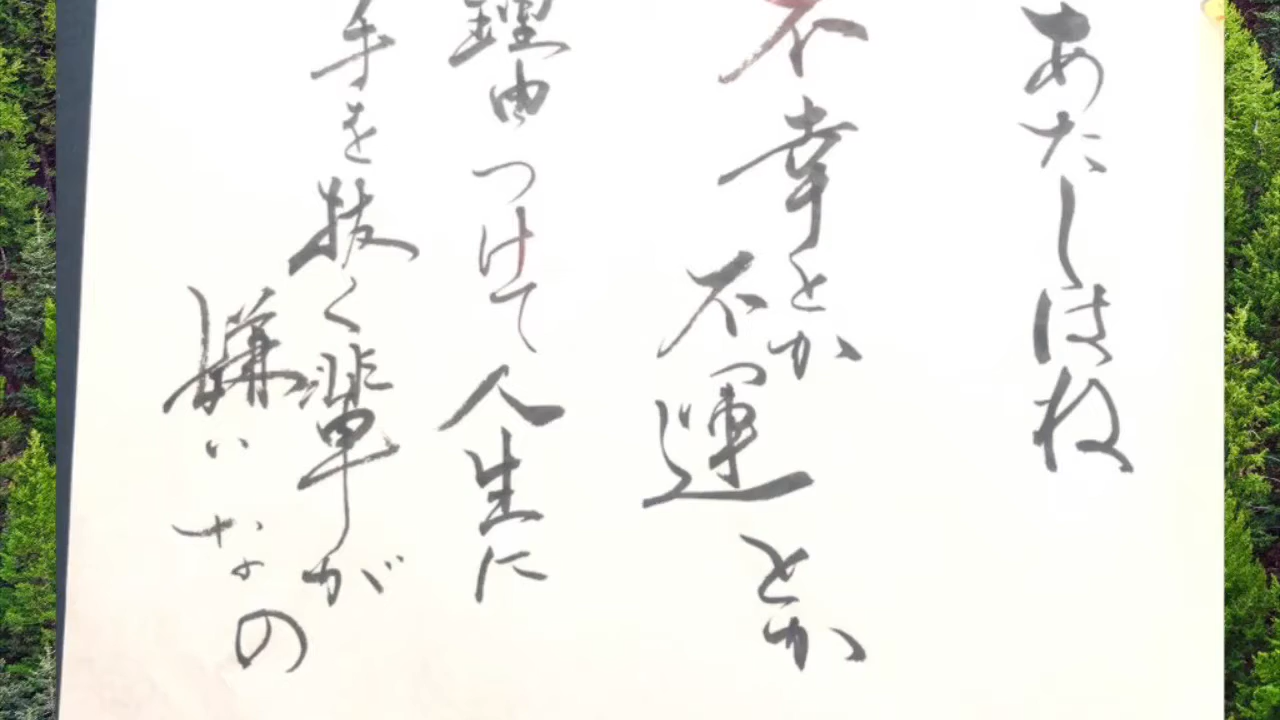 あたしはね
不幸とか
不運とか
理由つけて人生に
手を抜く輩が
嫌いなの